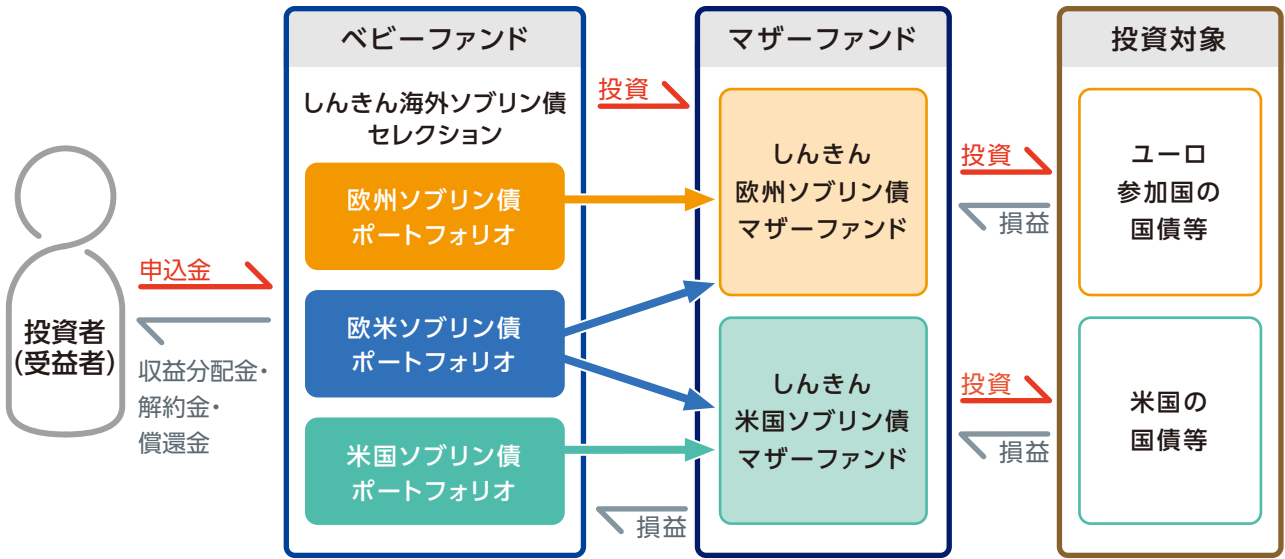 ベビーファンド
マザーファンド
投資対象
しんきん海外ソブリン債
セレクション
投資
欧州ソブリン債
ポートフォリオ
欧米ソブリン債
ポートフォリオ
米国ソブリン債
ポートフォリオ
損益
しんきん
欧州ソブリン債
マザーファンド
しんきん
米国ソブリン債
マザーファンド
投資
損益
投資
損益
ユーロ
参加国の
国債等
米国の
国債等
申込金
投資者
(受益者)
収益分配金・
解約金・
償還金